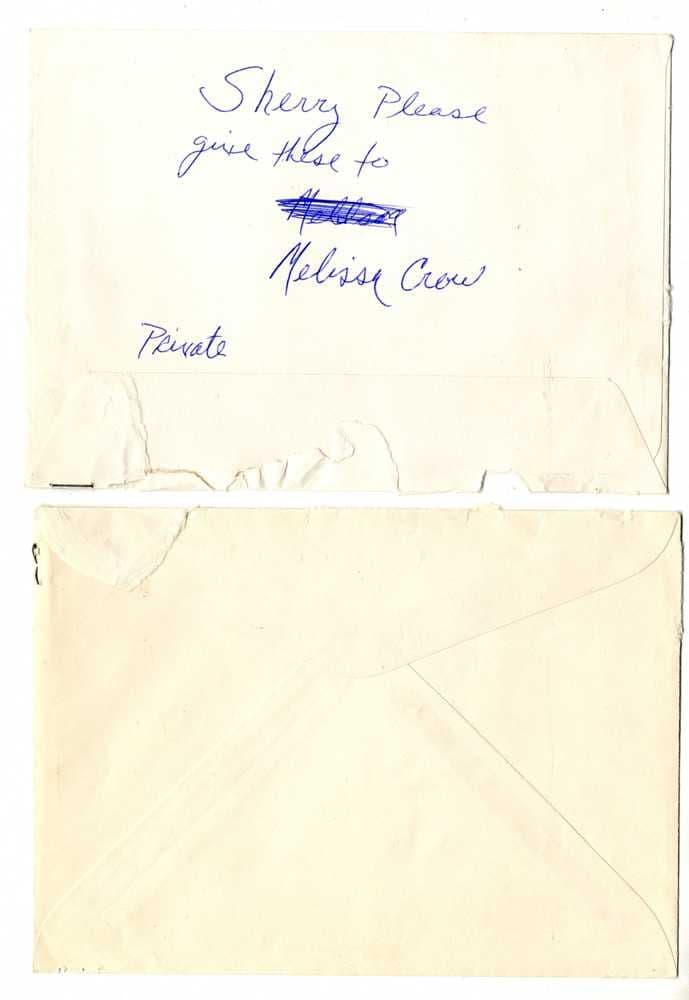 Sherry Please
give these to
Melissa Crow
Private